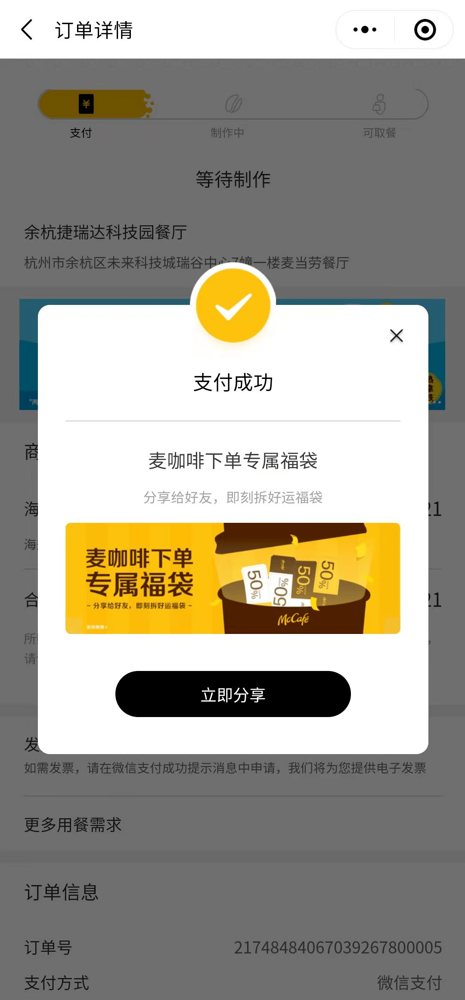 订单详情
¥
支付
制作中
可取餐
等待制作
余杭捷瑞达科技园餐厅
杭州市余杭区未来科技城瑞谷中心7幢一楼麦当劳餐厅
支付成功
麦咖啡下单专属福袋
分享给好友，即刻拆好运福袋
麦咖啡下单
专属福袋
- 分享给好友，即刻拆好运福袋 -
50%
50%
50%
50%
McCafé
立即分享
商
海
21
海
合
21
所
请
发
如需发票，请在微信支付成功提示消息中申请，我们将为您提供电子发票
更多用餐需求
订单信息
订单号
21748484067039267800005
支付方式
微信支付